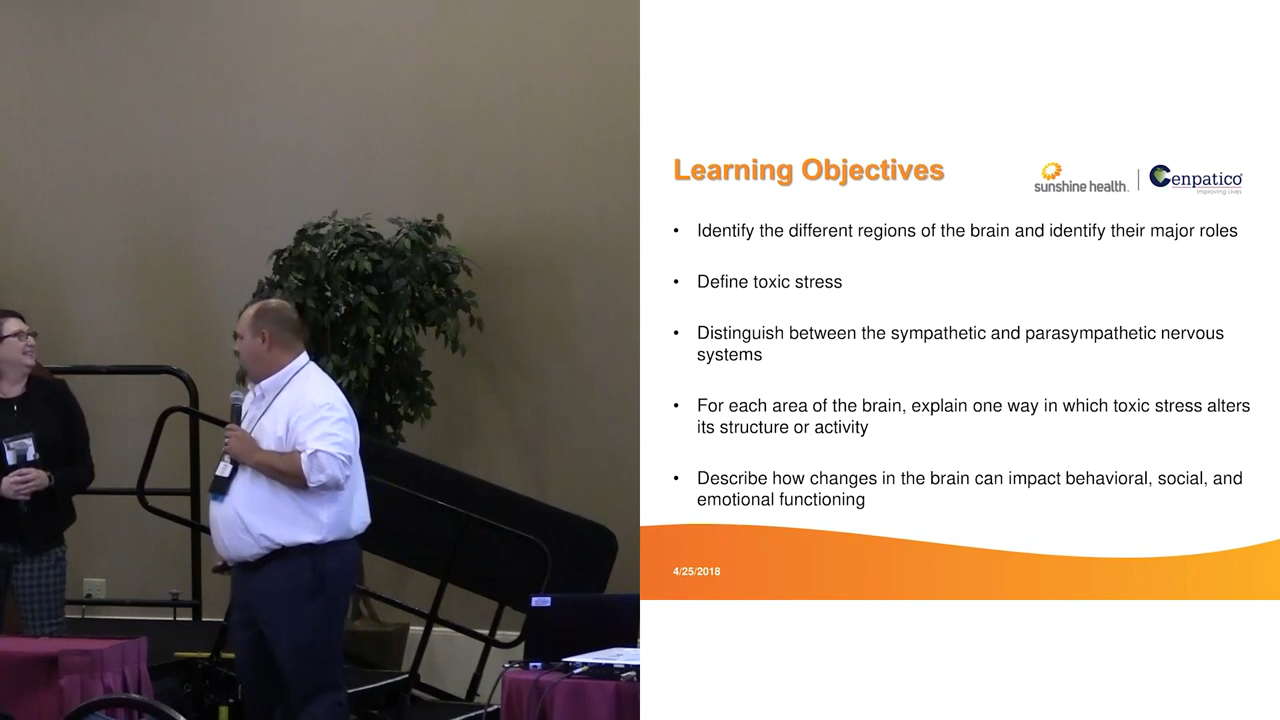 Learning Objectives
sunshine health.
Cenpatico
Improving Lives
• Identify the different regions of the brain and identify their major roles
• Define toxic stress
• Distinguish between the sympathetic and parasympathetic nervous
systems
• For each area of the brain, explain one way in which toxic stress alters
its structure or activity
• Describe how changes in the brain can impact behavioral, social, and
emotional functioning
4/25/2018